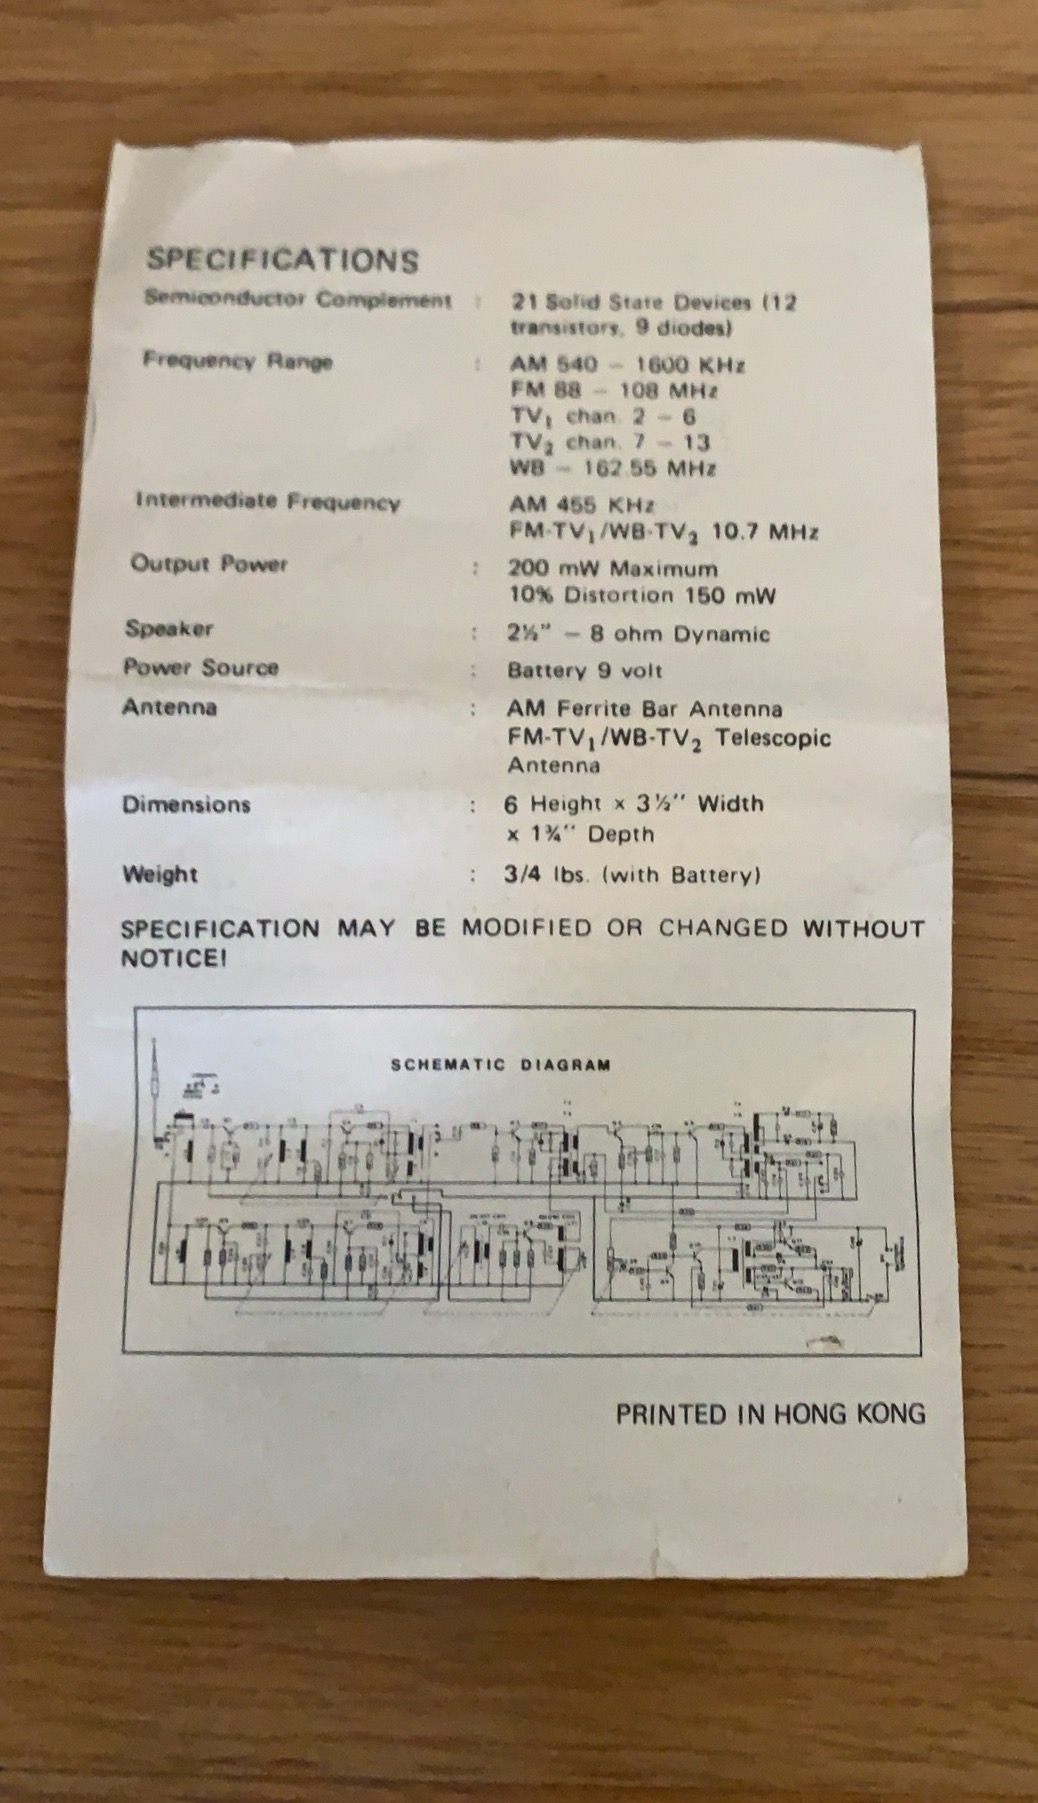 SPECIFICATIONS
Semiconductor Complement : 21 Solid State Devices (12
transistors, 9 diodes)
Frequency Range : AM 540 – 1600 KHz
FM 88 – 108 MHz
TV₁ chan. 2 – 6
TV₂ chan. 7 – 13
WB – 162.55 MHz
Intermediate Frequency AM 455 KHz
FM-TV₁/WB-TV₂ 10.7 MHz
Output Power : 200 mW Maximum
10% Distortion 150 mW
Speaker : 2½" – 8 ohm Dynamic
Power Source : Battery 9 volt
Antenna : AM Ferrite Bar Antenna
FM-TV₁/WB-TV₂ Telescopic
Antenna
Dimensions : 6 Height x 3½" Width
x 1¾" Depth
Weight : 3/4 lbs. (with Battery)
SPECIFICATION MAY BE MODIFIED OR CHANGED WITHOUT
NOTICE!
SCHEMATIC DIAGRAM
PRINTED IN HONG KONG